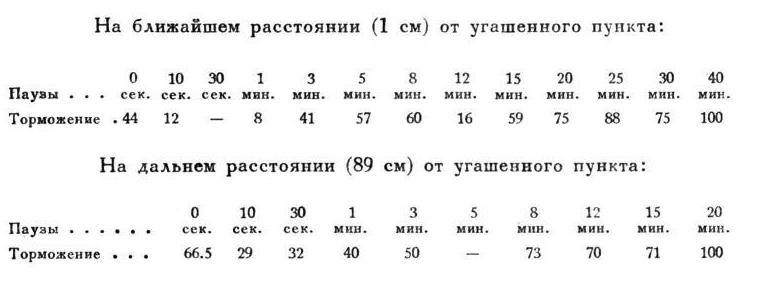 На ближайшем расстоянии (1 см) от угашенного пункта:
0 10 30 1 3 5 8 12 15 20 25 30 40
Паузы . . . сек. сек. сек. мин. мин. мин. мин. мин. мин. мин. мин. мин. мин.
Торможение . 44 12 — 8 41 57 60 16 59 75 88 75 100
На дальнем расстоянии (89 см) от угашенного пункта:
0 10 30 1 3 5 8 12 15 20
Паузы . . . . . . сек. сек. сек. мин. мин. мин. мин. мин. мин. мин.
Торможение . . . 66.5 29 32 40 50 — 73 70 71 100